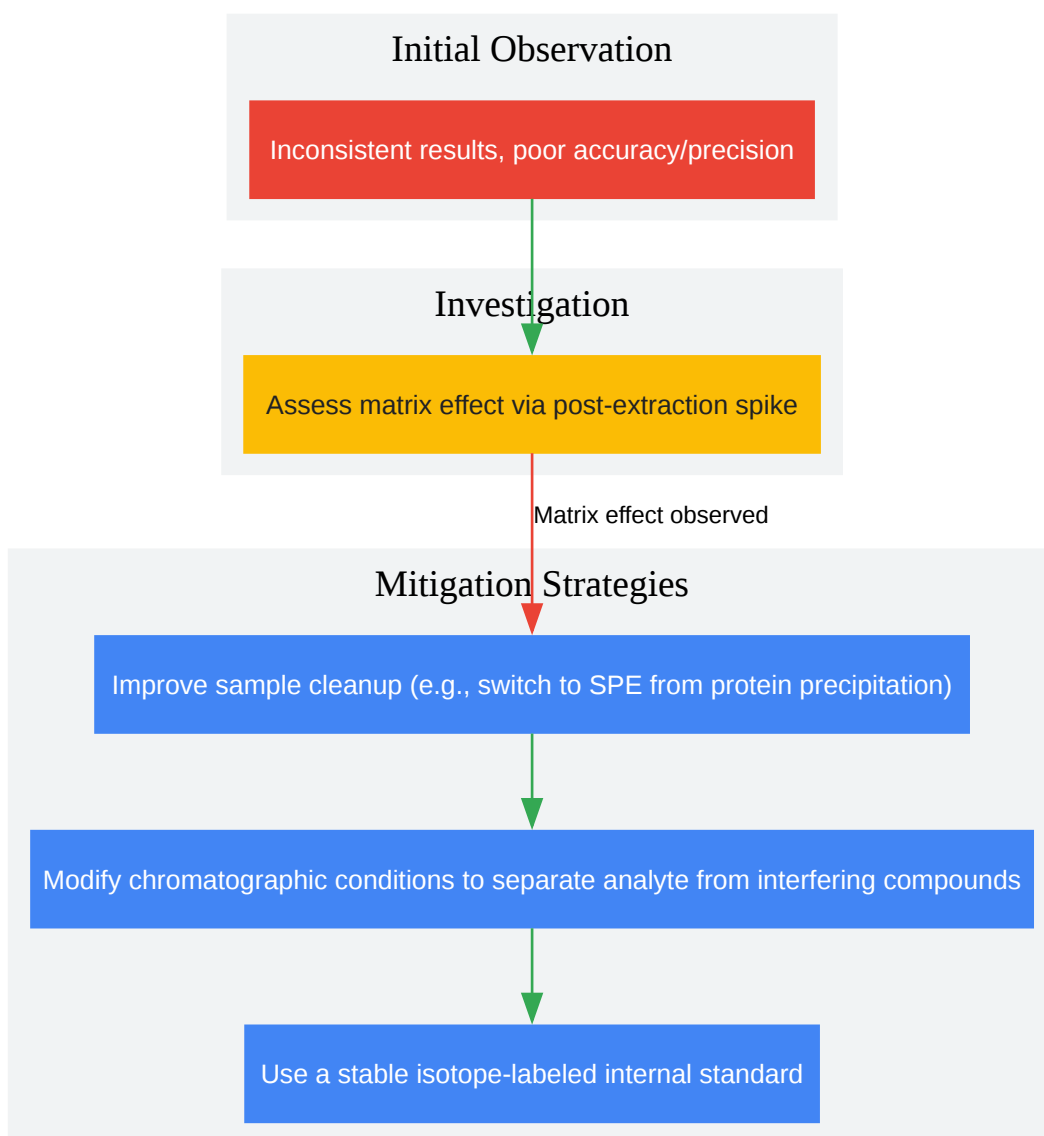 Initial Observation
Inconsistent results, poor accuracy/precision
Investigation
Assess matrix effect via post-extraction spike
Matrix effect observed
Mitigation Strategies
Improve sample cleanup (e.g., switch to SPE from protein precipitation)
Modify chromatographic conditions to separate analyte from interfering compounds
Use a stable isotope-labeled internal standard